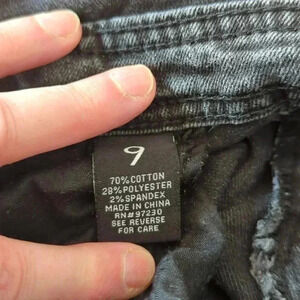 9
70%COTTON
28%POLYESTER
2%SPANDEX
MADE IN CHINA
RN#97230
SEE REVERSE
FOR CARE